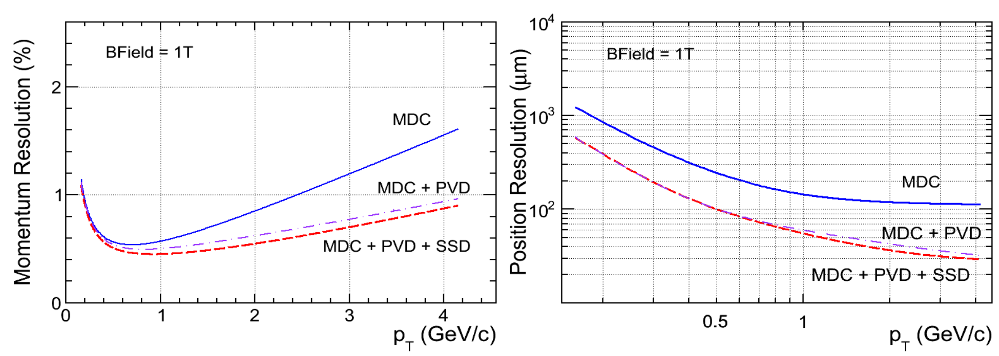 Momentum Resolution (%)
BField = 1T
2
1
0
MDC
MDC + PVD
MDC + PVD + SSD
0 1 2 3 4
p_T (GeV/c)
Position Resolution (μm)
BField = 1T
10^4
10^3
10^2
MDC
MDC + PVD
MDC + PVD + SSD
0.5 1
p_T (GeV/c)